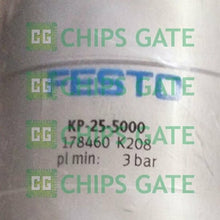 CHIPS GATE
FESTO
KP-25-5000
178460 K208
pl min: 3 bar
CHIPS GATE
CHIPS GATE